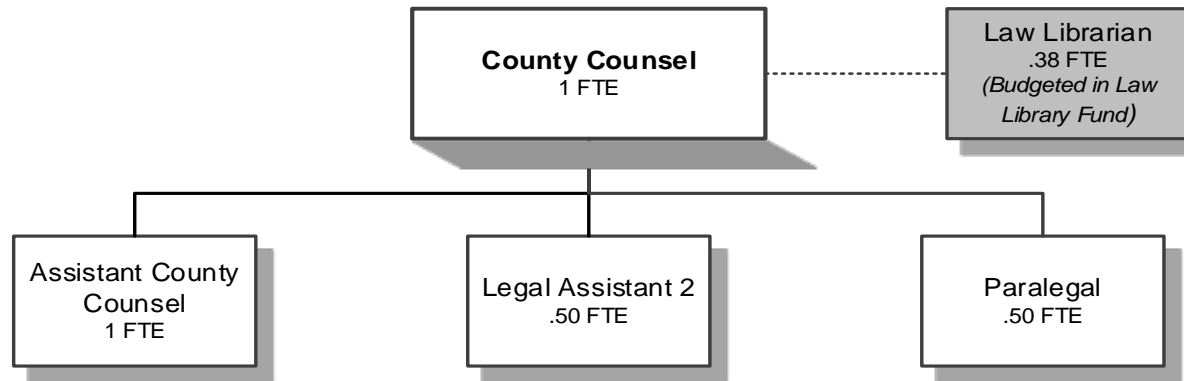 County Counsel
1 FTE
Law Librarian
.38 FTE
(Budgeted in Law
Library Fund)
Assistant County
Counsel
1 FTE
Legal Assistant 2
.50 FTE
Paralegal
.50 FTE